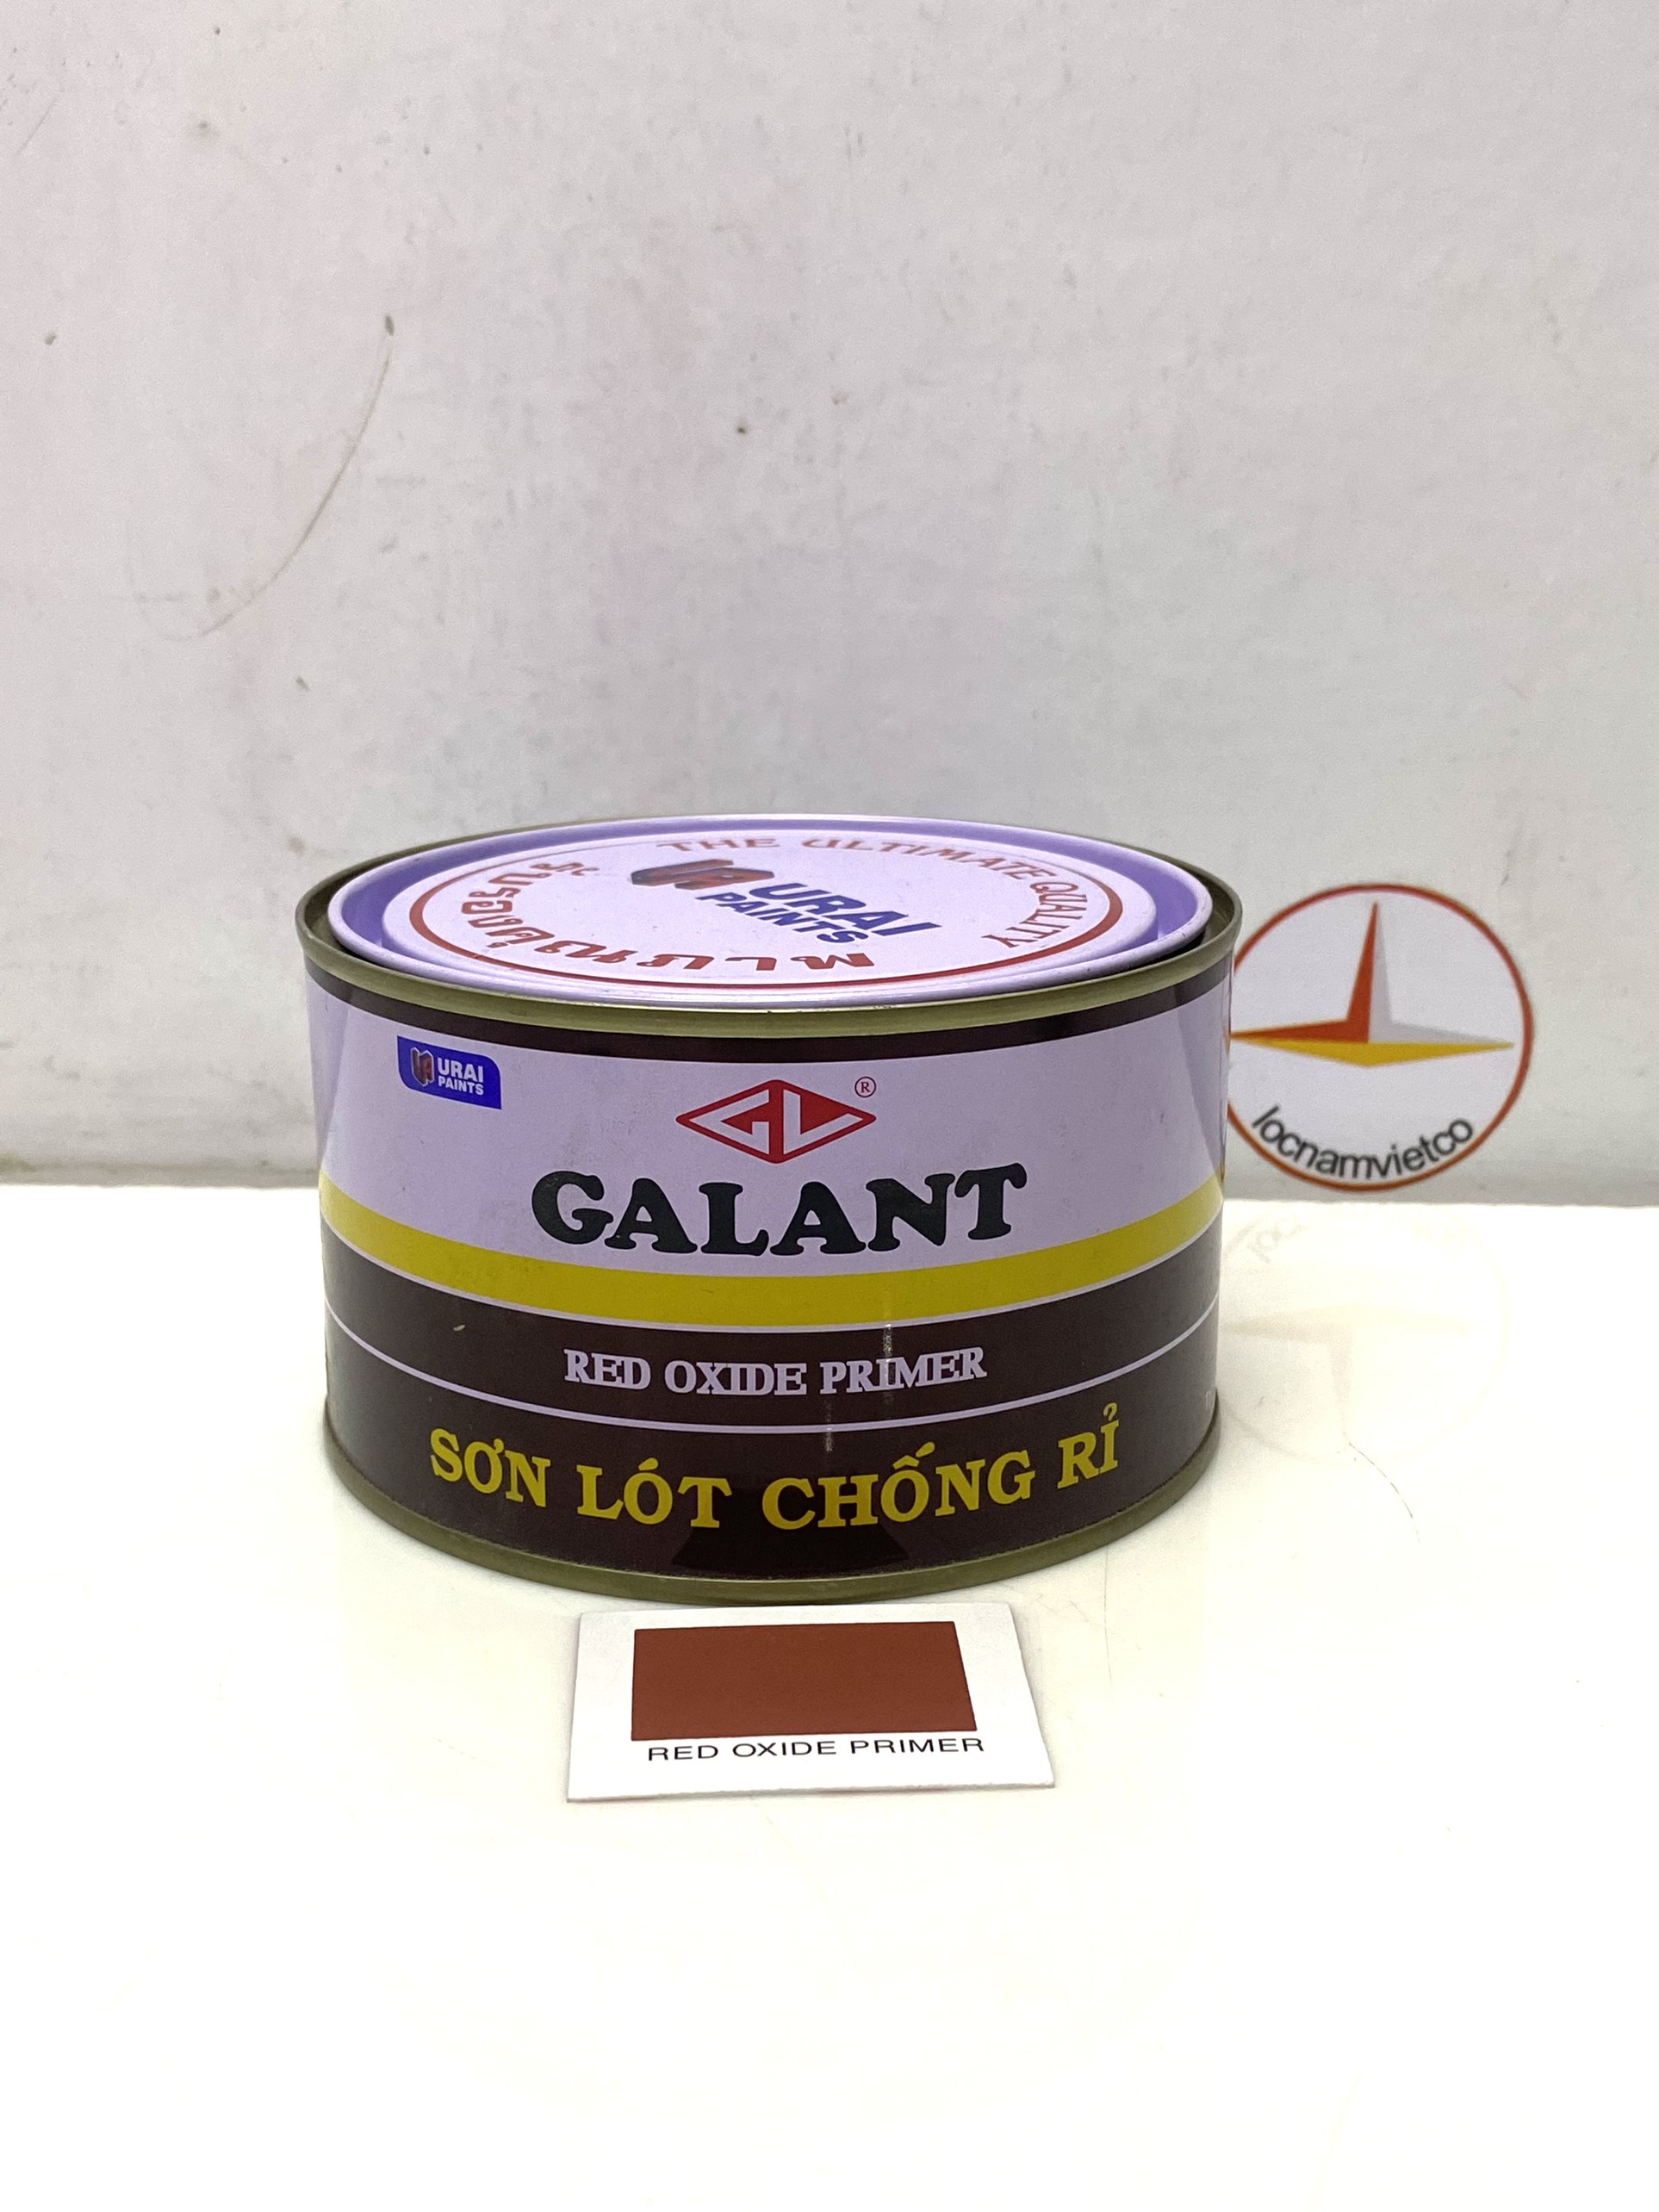 THE ULTIMATE QUALITY
URAI
PAINTS
URAI
PAINTS
GL®
GALANT
RED OXIDE PRIMER
SƠN LÓT CHỐNG RỈ
RED OXIDE PRIMER
locnamvietco